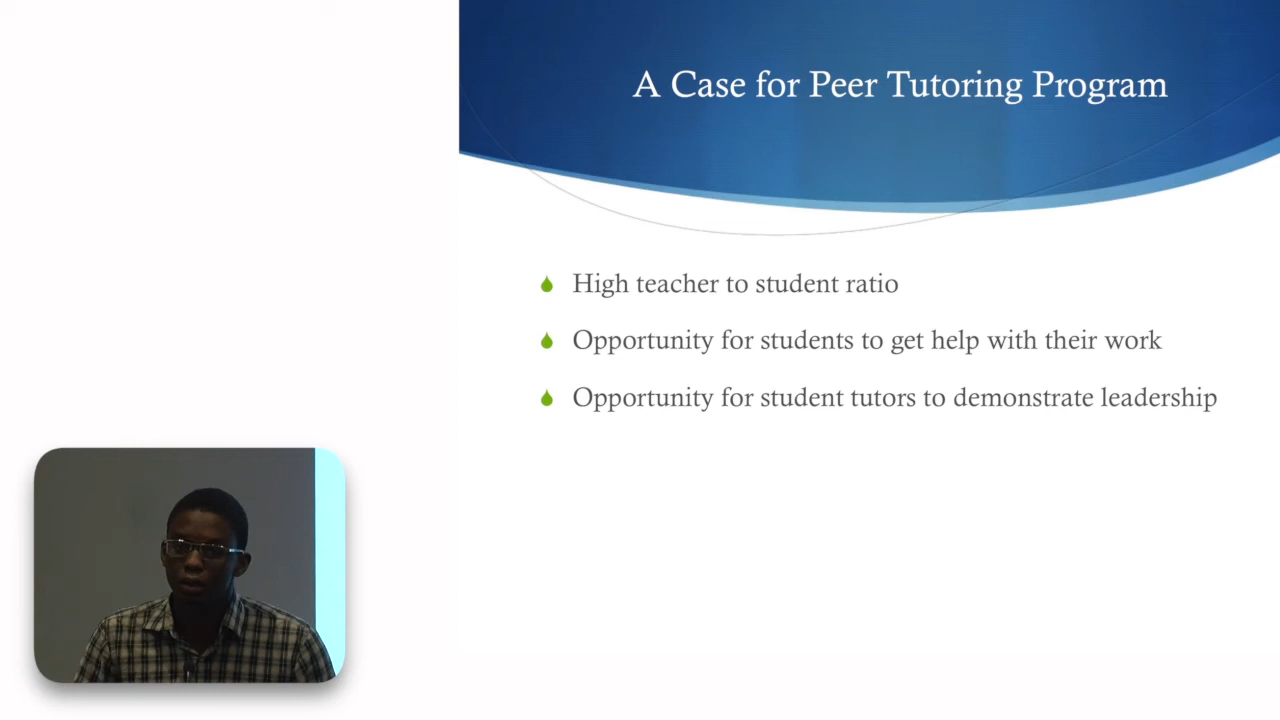 A Case for Peer Tutoring Program
High teacher to student ratio
Opportunity for students to get help with their work
Opportunity for student tutors to demonstrate leadership